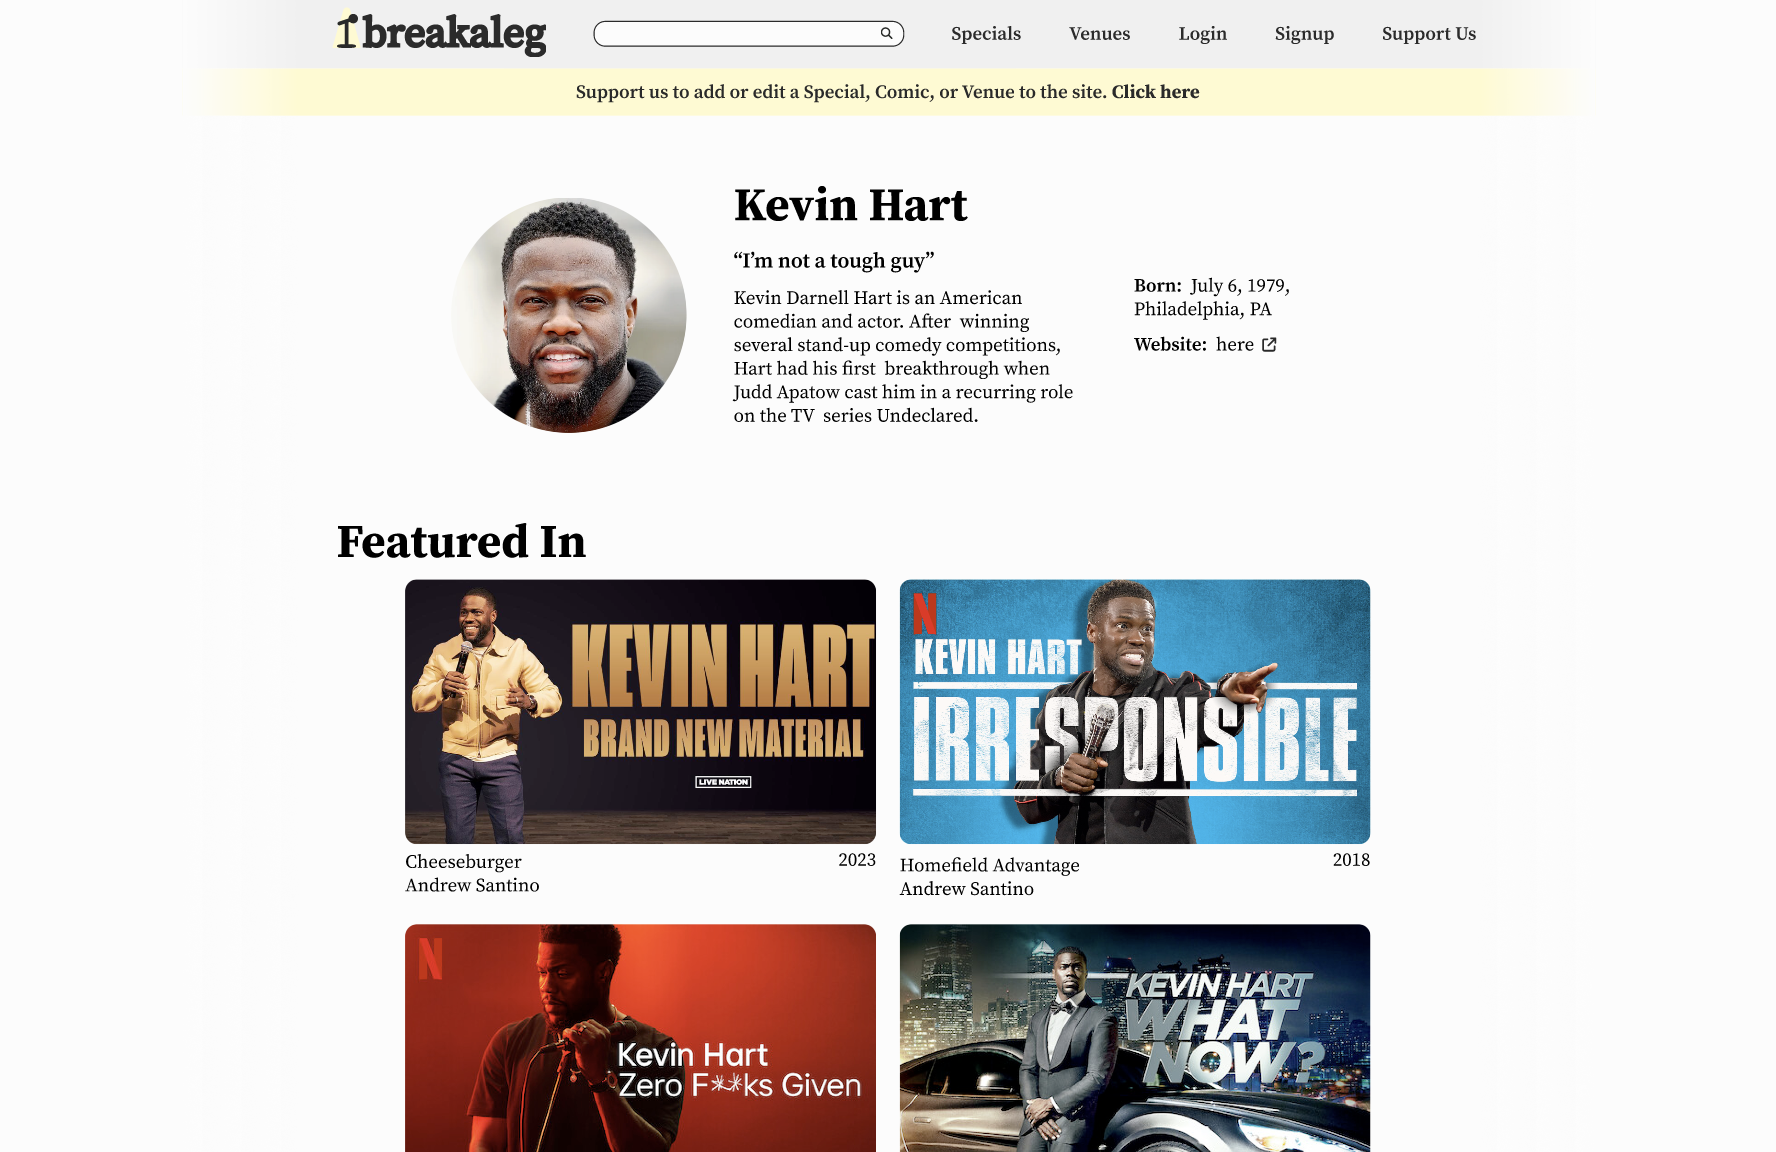 breakaleg
Specials Venues Login Signup Support Us
Support us to add or edit a Special, Comic, or Venue to the site. Click here
Kevin Hart
“I’m not a tough guy”
Kevin Darnell Hart is an American
comedian and actor. After winning
several stand-up comedy competitions,
Hart had his first breakthrough when
Judd Apatow cast him in a recurring role
on the TV series Undeclared.
Born: July 6, 1979,
Philadelphia, PA
Website: here
Featured In
KEVIN HART
BRAND NEW MATERIAL
LIVE NATION
Cheeseburger 2023
Andrew Santino
N
KEVIN HART
IRRESPONSIBLE
Homefield Advantage 2018
Andrew Santino
N
Kevin Hart
Zero F**ks Given
KEVIN HART
WHAT
NOW?